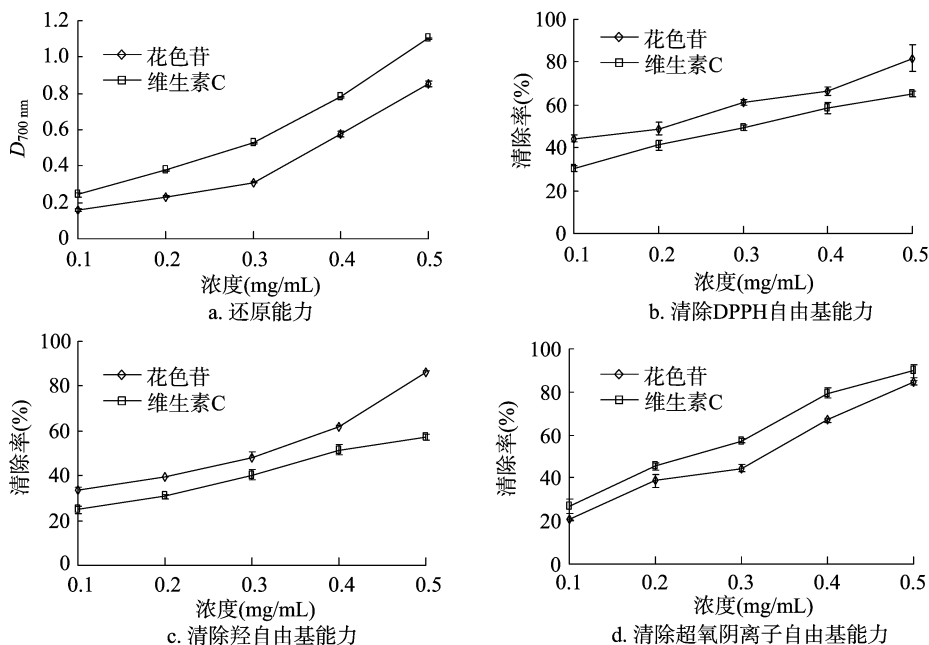 1.2
1.0
0.8
0.6
0.4
0.2
0
D700 nm
花色苷
维生素C
0.1 0.2 0.3 0.4 0.5
浓度(mg/mL)
a. 还原能力
100
80
60
40
20
0
清除率(%)
花色苷
维生素C
0.1 0.2 0.3 0.4 0.5
浓度(mg/mL)
b. 清除DPPH自由基能力
100
80
60
40
20
0
清除率(%)
花色苷
维生素C
0.1 0.2 0.3 0.4 0.5
浓度(mg/mL)
c. 清除羟自由基能力
100
80
60
40
20
0
清除率(%)
花色苷
维生素C
0.1 0.2 0.3 0.4 0.5
浓度(mg/mL)
d. 清除超氧阴离子自由基能力